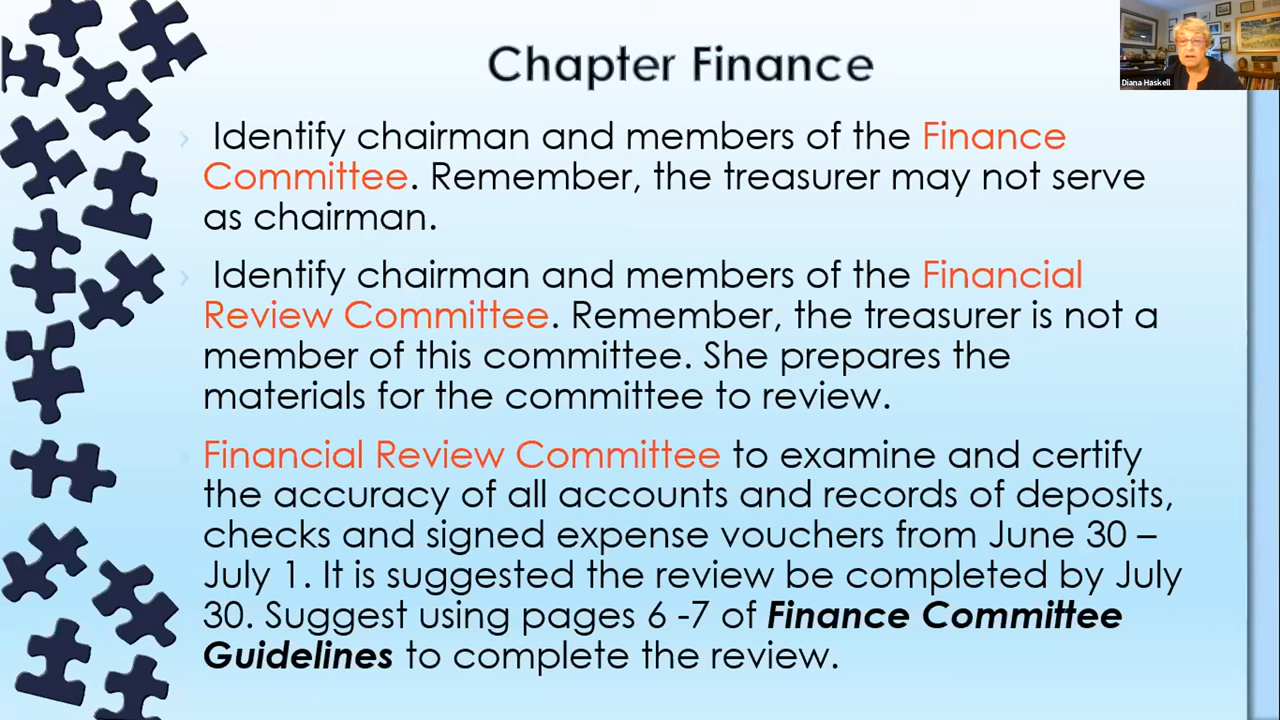 Chapter Finance
Diana Haskell
› Identify chairman and members of the Finance
Committee. Remember, the treasurer may not serve
as chairman.
› Identify chairman and members of the Financial
Review Committee. Remember, the treasurer is not a
member of this committee. She prepares the
materials for the committee to review.
› Financial Review Committee to examine and certify
the accuracy of all accounts and records of deposits,
checks and signed expense vouchers from June 30 –
July 1. It is suggested the review be completed by July
30. Suggest using pages 6 -7 of Finance Committee
Guidelines to complete the review.